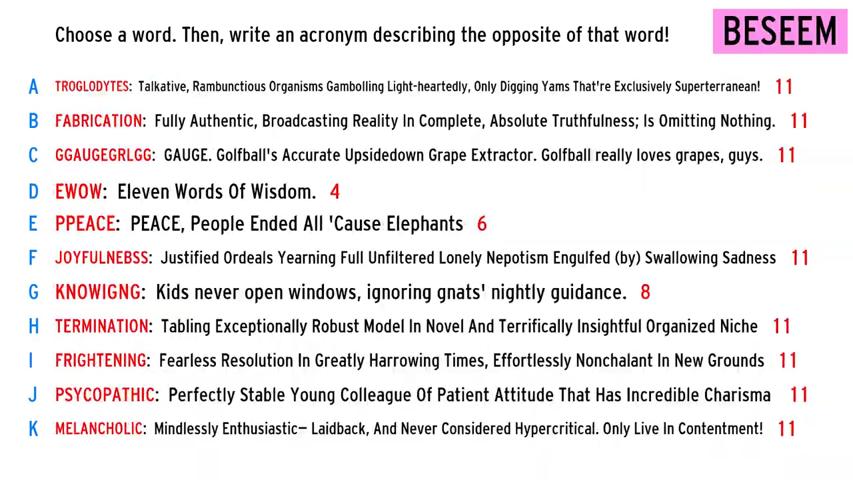 Choose a word. Then, write an acronym describing the opposite of that word!
BESEEM
A TROGLODYTES: Talkative, Rambunctious Organisms Gambolling Light-heartedly, Only Digging Yams That're Exclusively Superterranean! 11
B FABRICATION: Fully Authentic, Broadcasting Reality In Complete, Absolute Truthfulness; Is Omitting Nothing. 11
C GGAUGEGRLGG: GAUGE. Golfball's Accurate Upsidedown Grape Extractor. Golfball really loves grapes, guys. 11
D EWOW: Eleven Words Of Wisdom. 4
E PPEACE: PEACE, People Ended All 'Cause Elephants 6
F JOYFULNEBSS: Justified Ordeals Yearning Full Unfiltered Lonely Nepotism Engulfed (by) Swallowing Sadness 11
G KNOWIGNG: Kids never open windows, ignoring gnats' nightly guidance. 8
H TERMINATION: Tabling Exceptionally Robust Model In Novel And Terrifically Insightful Organized Niche 11
I FRIGHTENING: Fearless Resolution In Greatly Harrowing Times, Effortlessly Nonchalant In New Grounds 11
J PSYCOPATHIC: Perfectly Stable Young Colleague Of Patient Attitude That Has Incredible Charisma 11
K MELANCHOLIC: Mindlessly Enthusiastic— Laidback, And Never Considered Hypercritical. Only Live In Contentment! 11